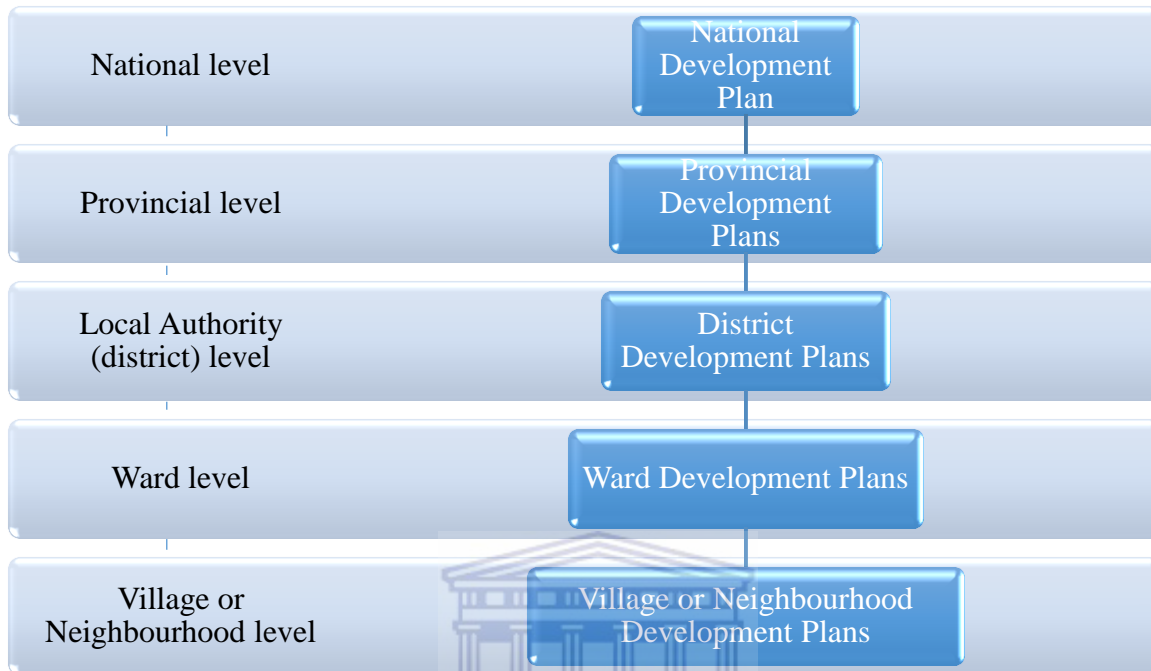 National level
National
Development
Plan
Provincial level
Provincial
Development
Plans
Local Authority
(district) level
District
Development Plans
Ward level
Ward Development Plans
Village or
Neighbourhood level
Village or Neighbourhood
Development Plans